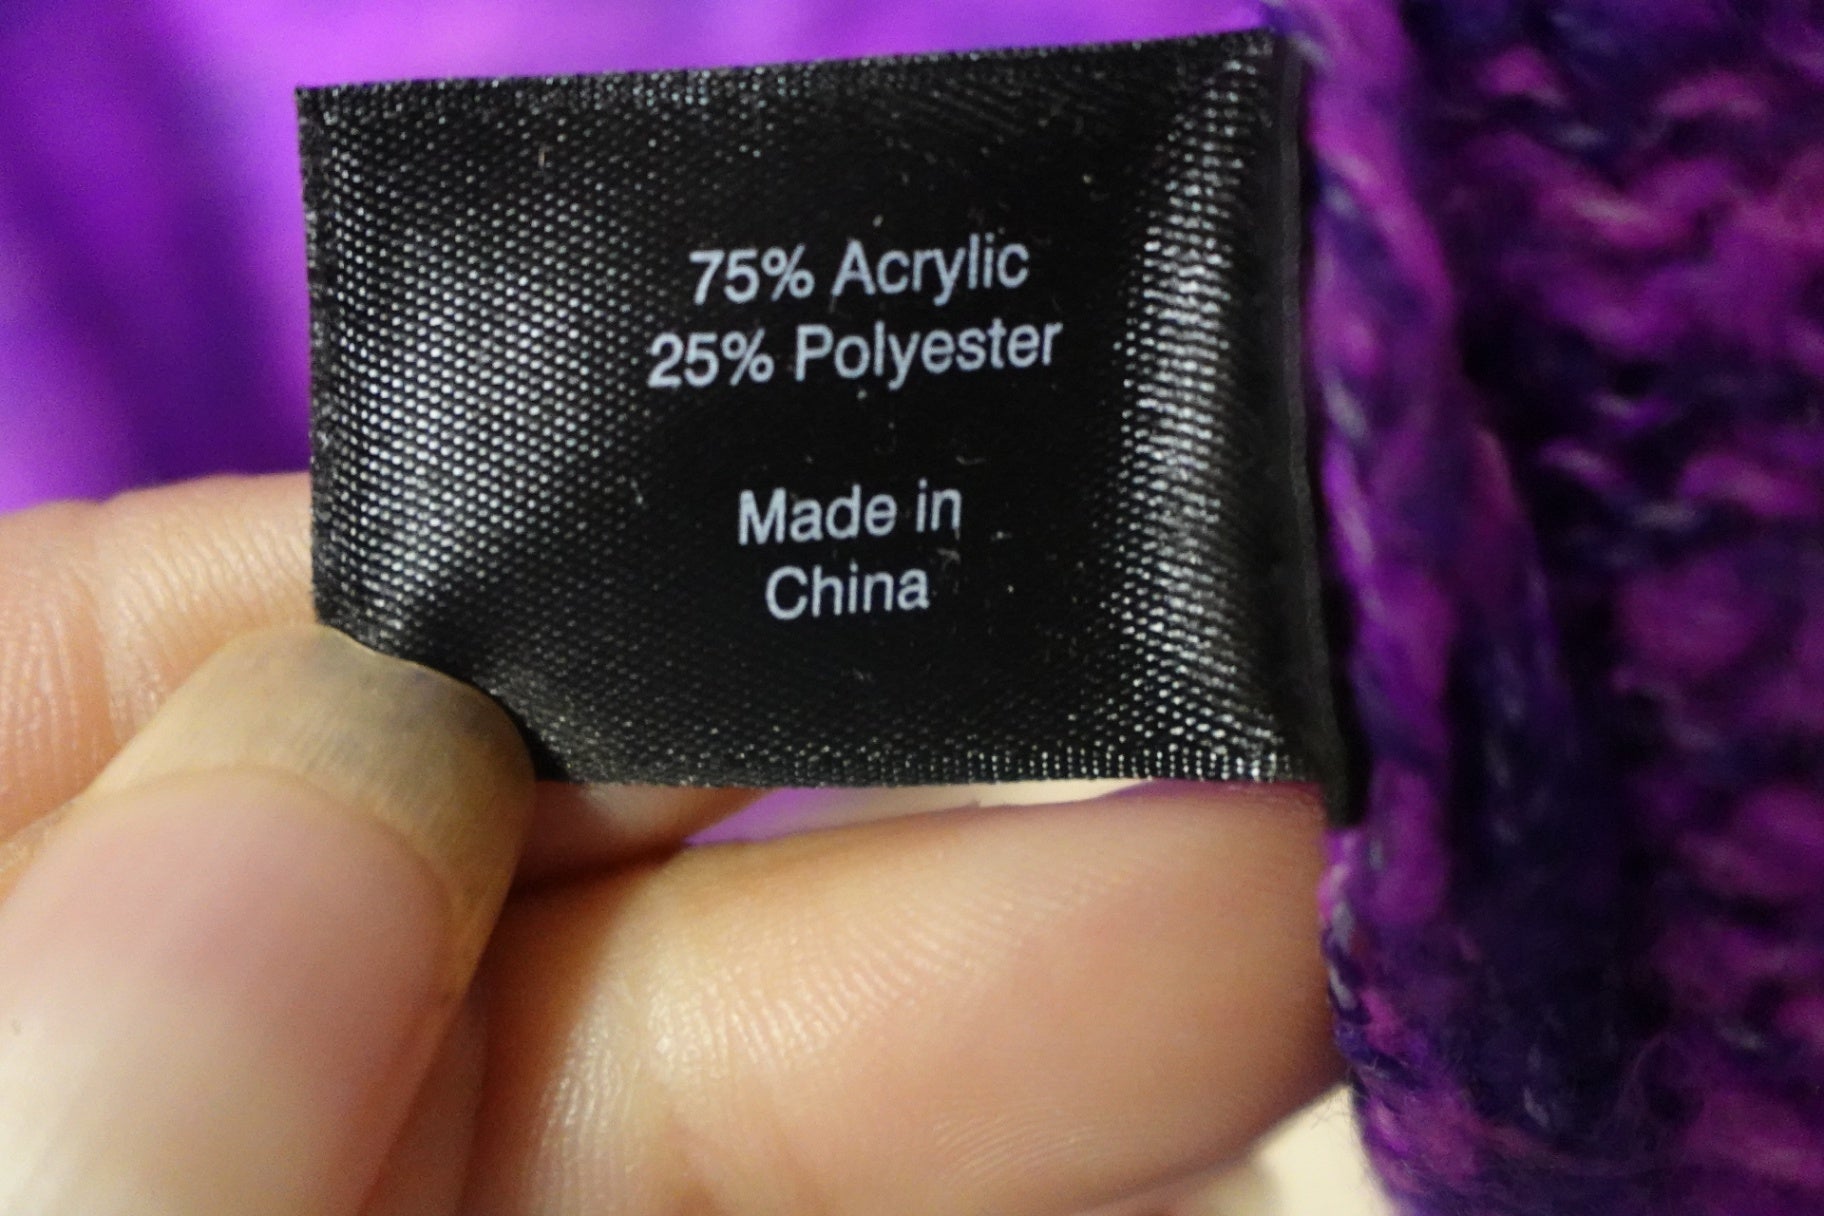 75% Acrylic
25% Polyester
Made in
China